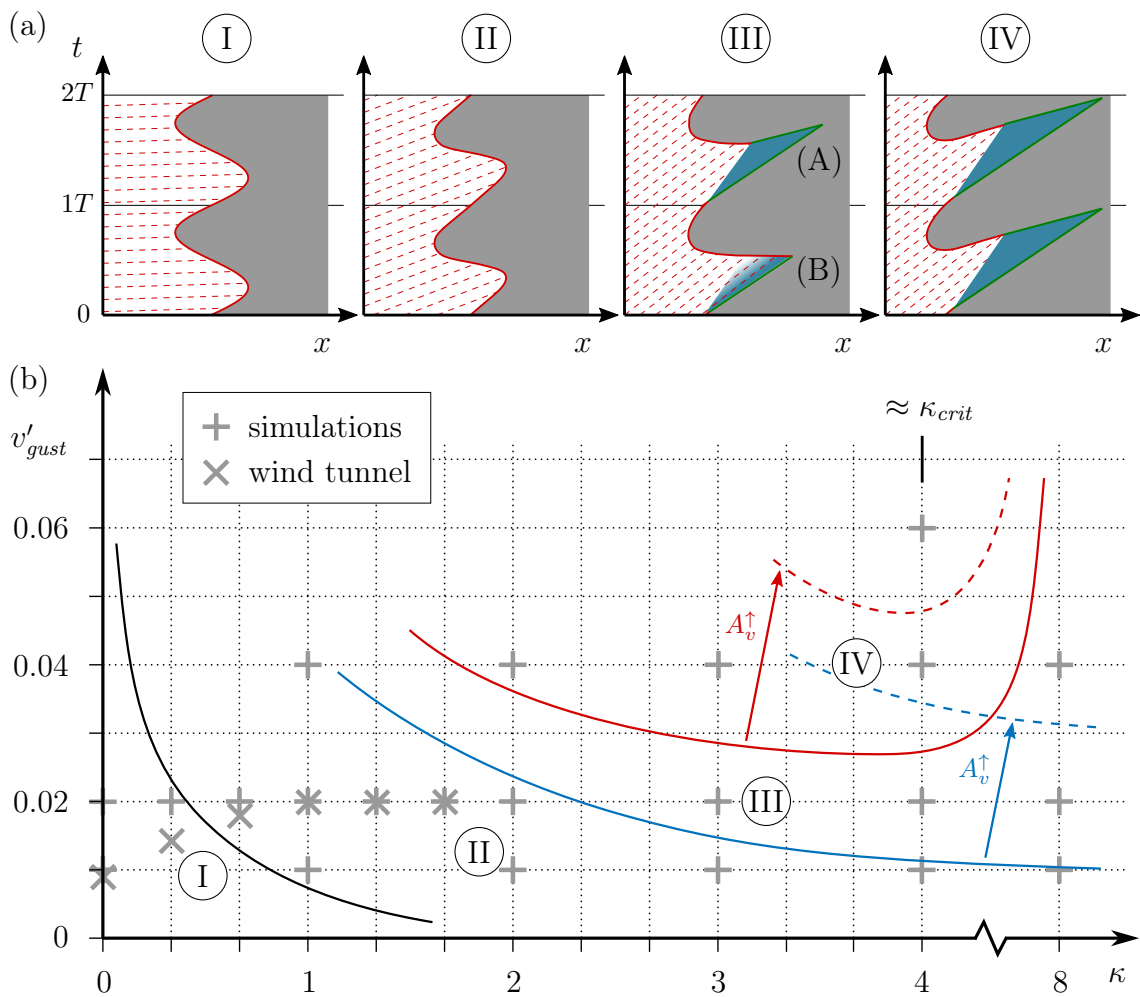 (a)
I
II
III
IV
t
2T
1T
0
(A)
(B)
x
x
x
x
(b)
v'gust
simulations
wind tunnel
≈ κcrit
0.06
0.04
0.02
0
A↑v
A↑v
I
II
III
IV
0
1
2
3
4
8
κ